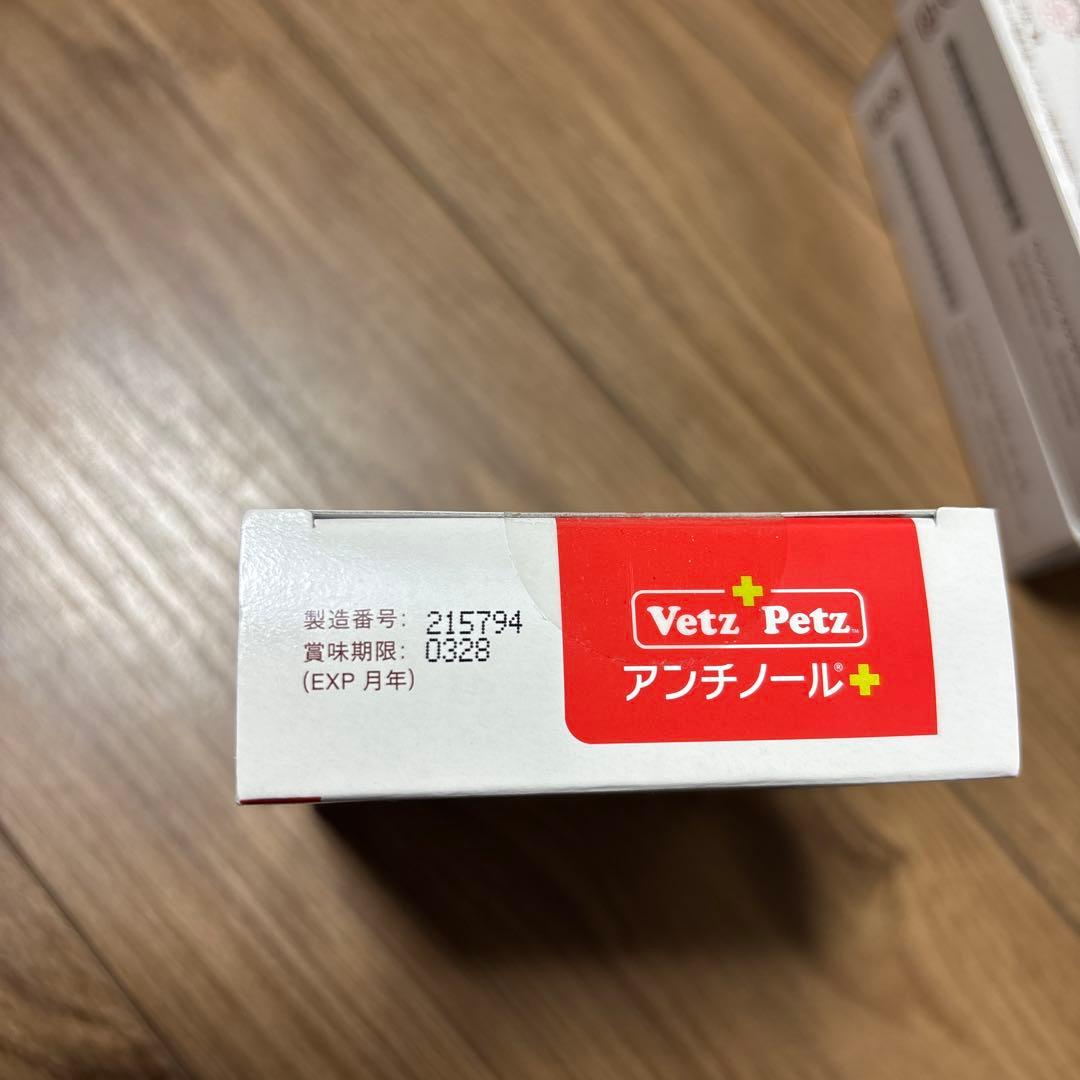 製造番号: 215794
賞味期限: 0328
(EXP 月年)
Vetz Petz™
アンチノール®